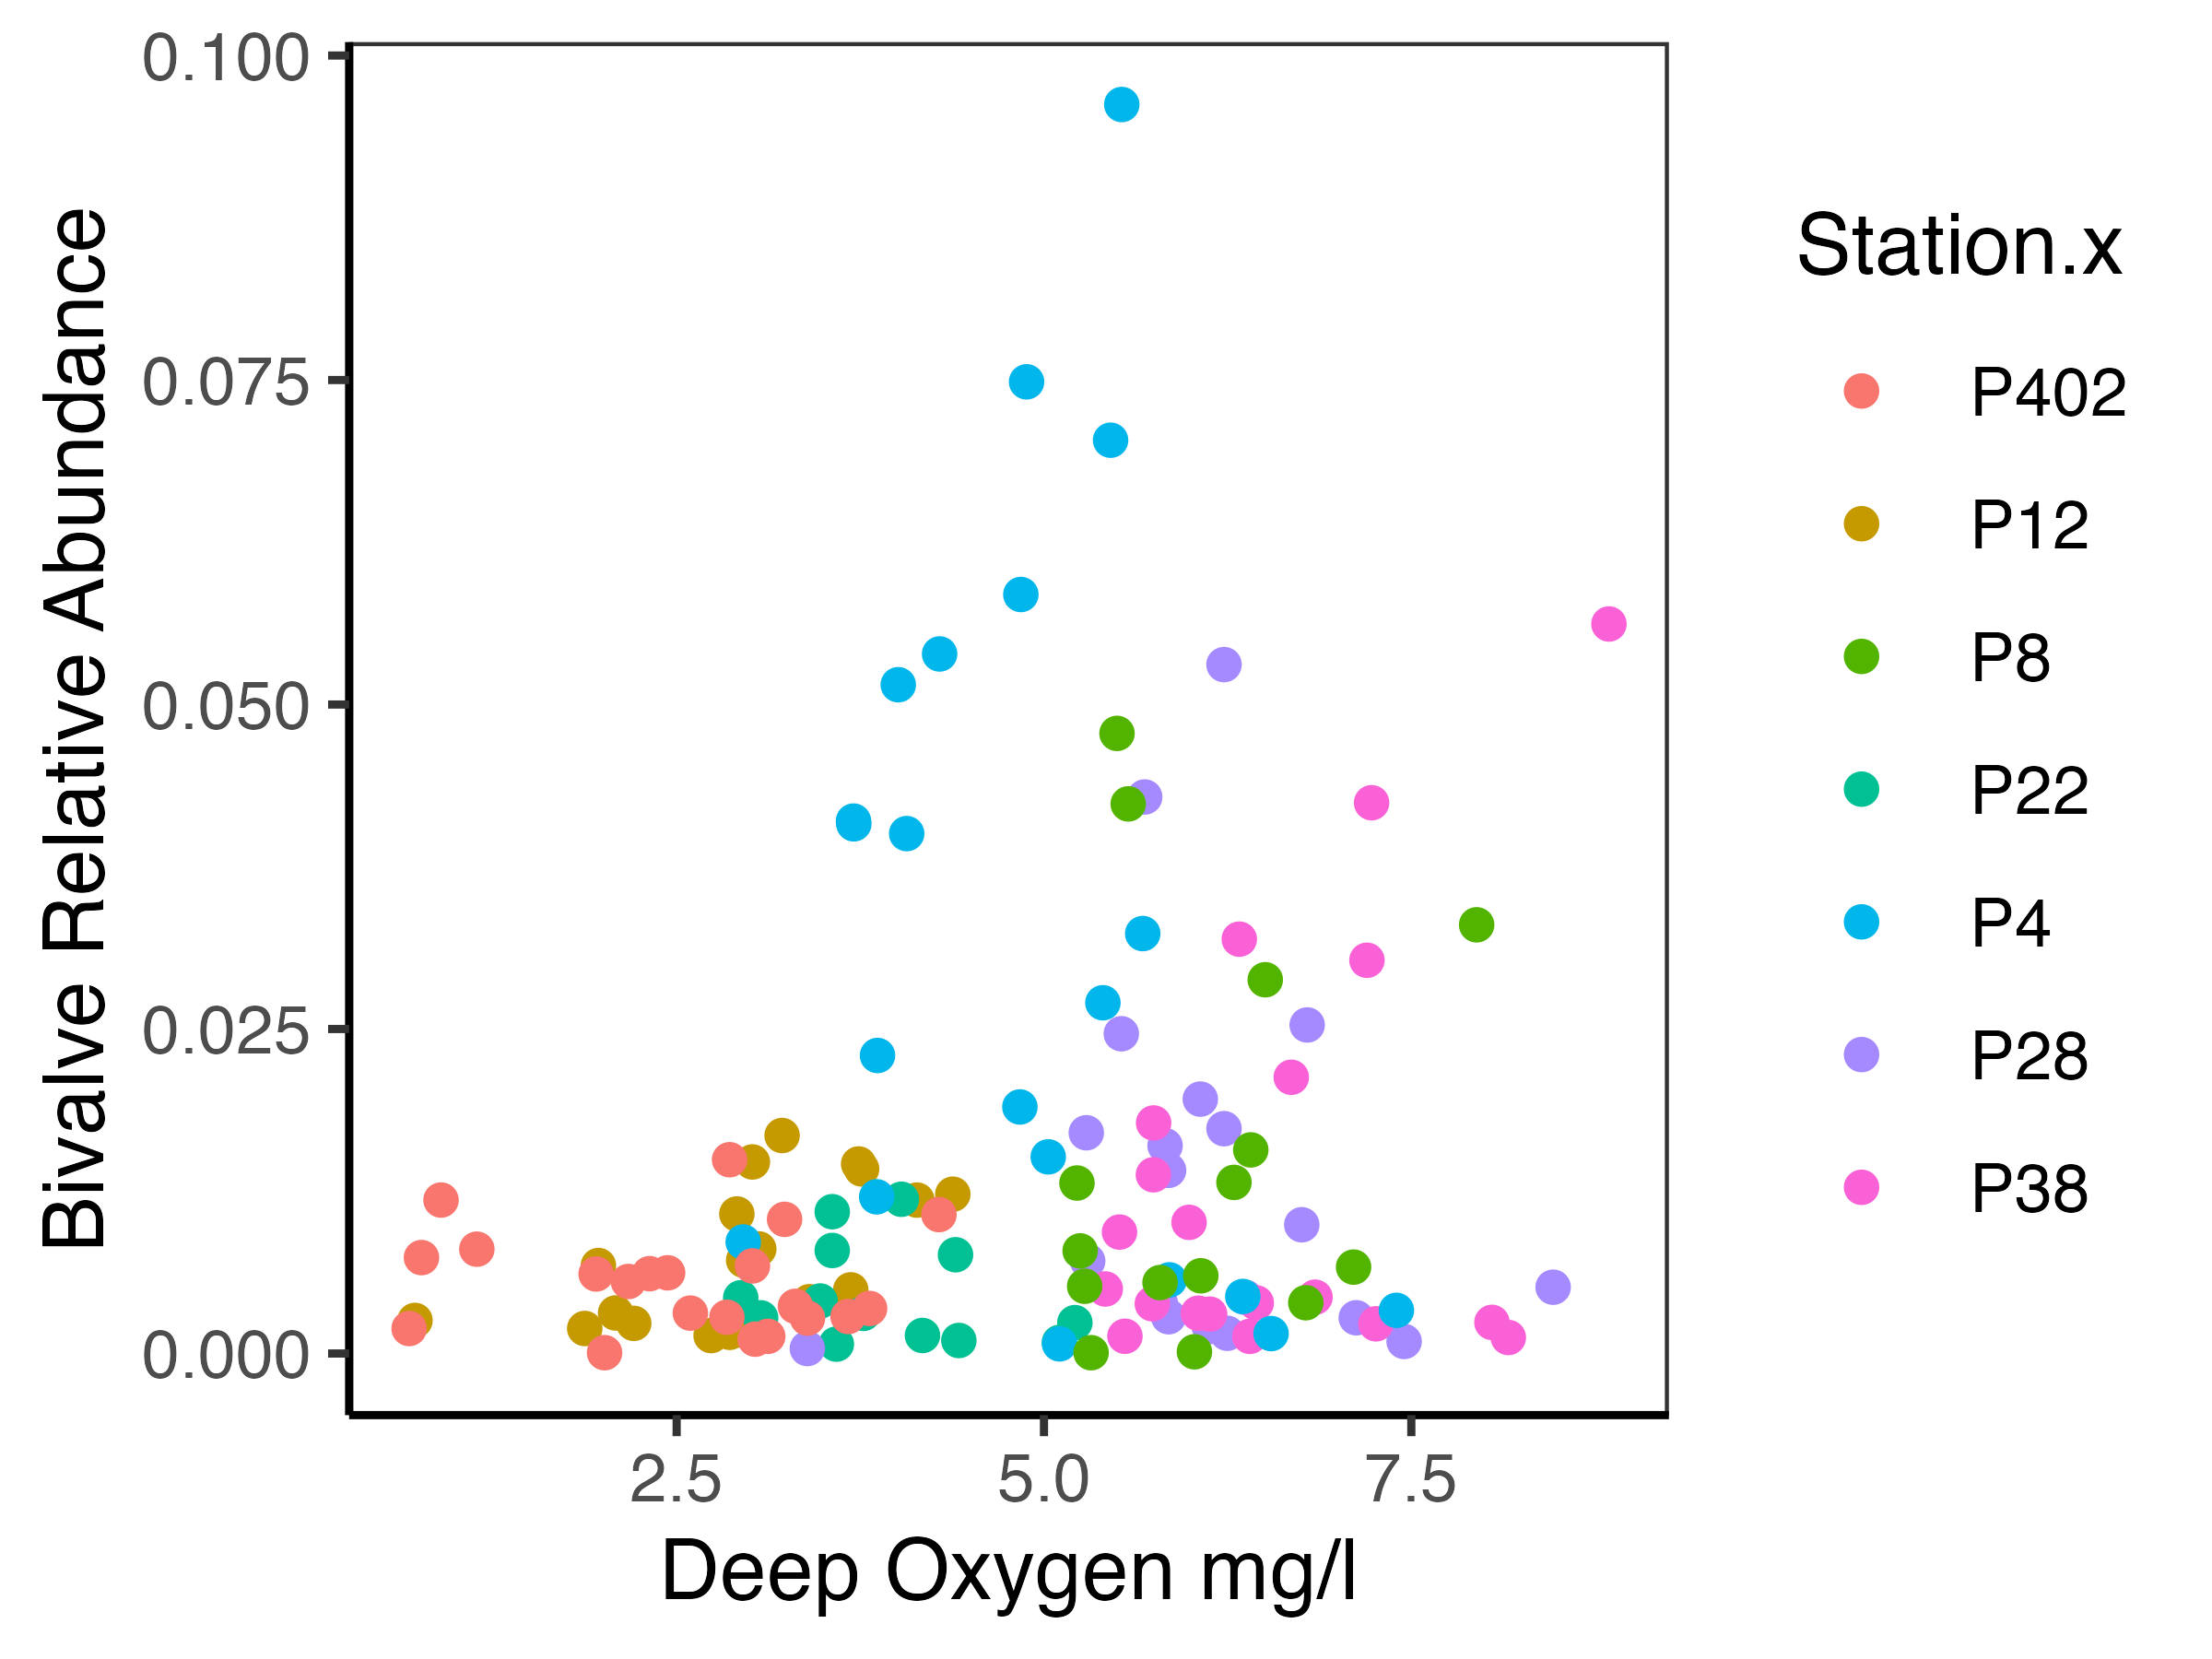 Bivalve Relative Abundance
0.100
0.075
0.050
0.025
0.000
2.5 5.0 7.5
Deep Oxygen mg/l
Station.x
P402
P12
P8
P22
P4
P28
P38